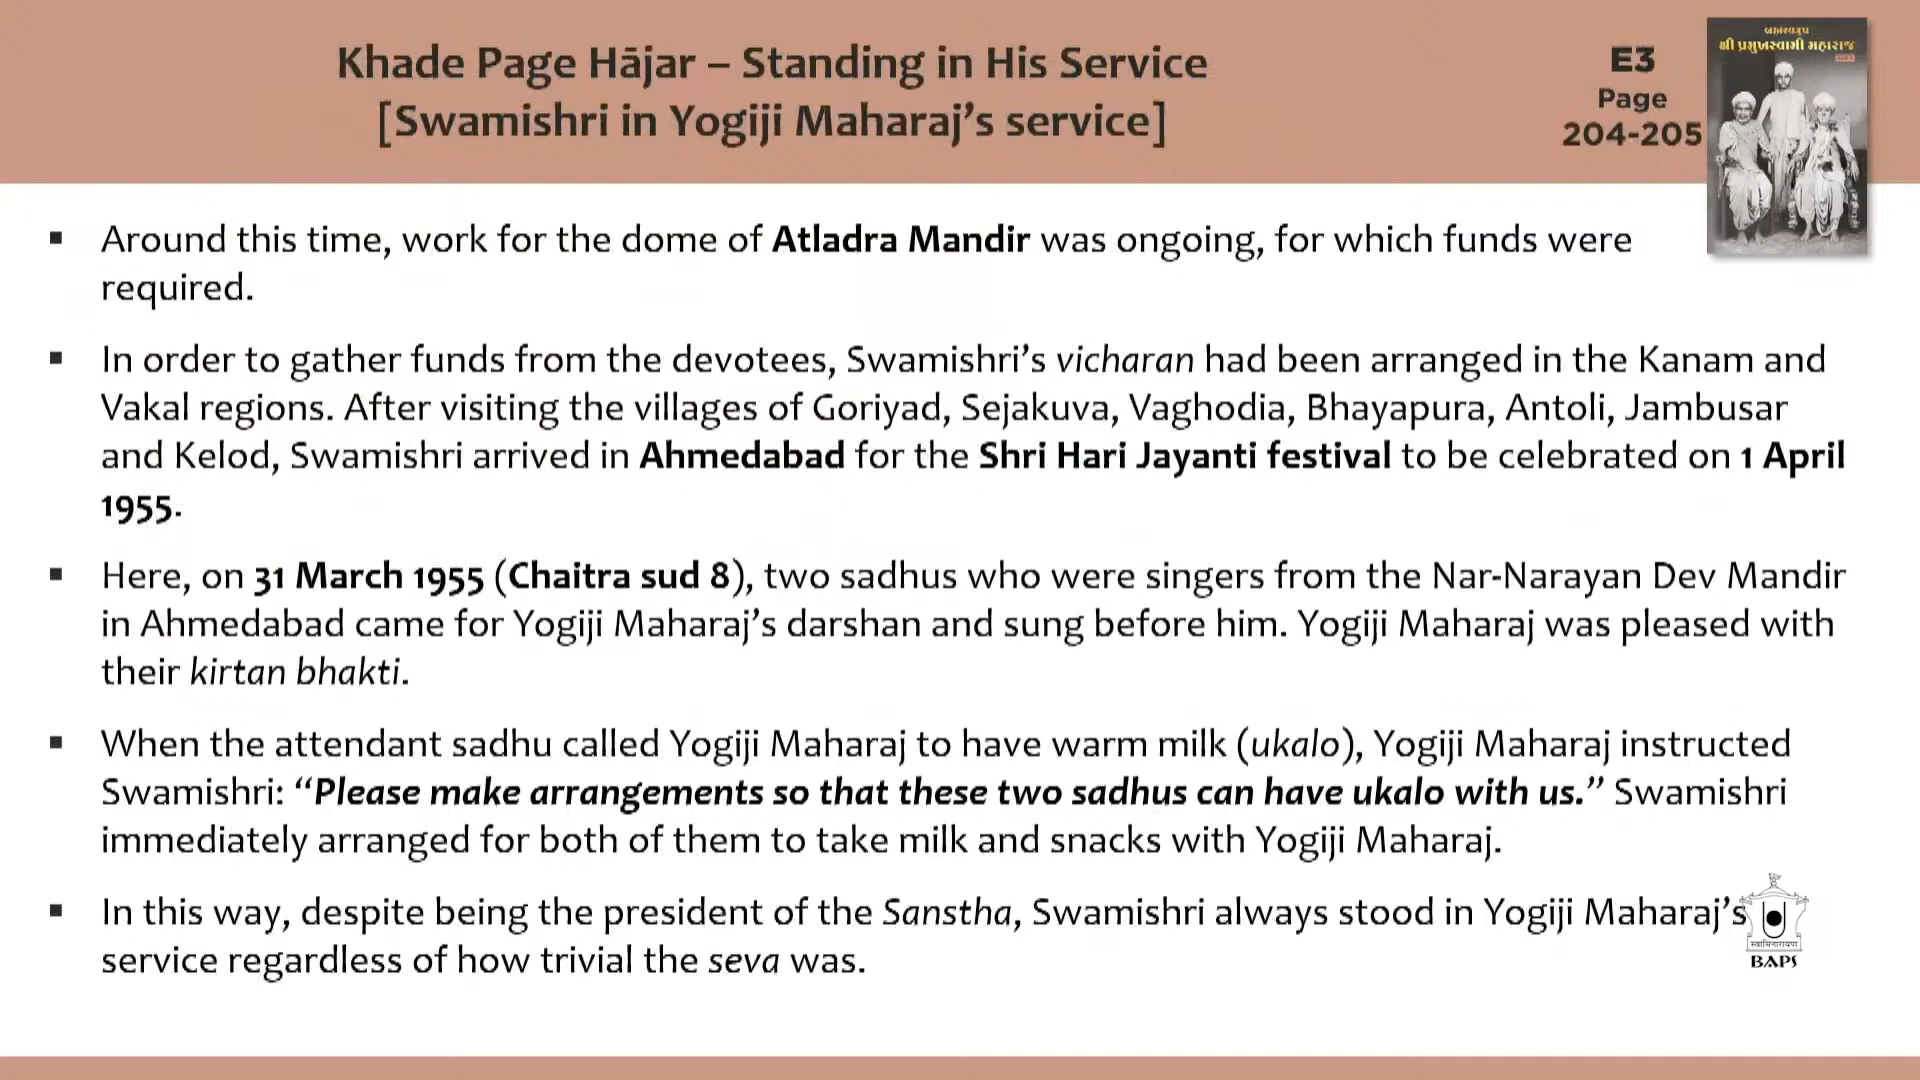 Khade Page Hājar – Standing in His Service
[Swamishri in Yogiji Maharaj’s service]
E3
Page
204-205
બ્રહ્મસ્વરૂપ
શ્રી પ્રમુખસ્વામી મહારાજ
▪ Around this time, work for the dome of Atladra Mandir was ongoing, for which funds were
required.
▪ In order to gather funds from the devotees, Swamishri’s vicharan had been arranged in the Kanam and
Vakal regions. After visiting the villages of Goriyad, Sejakuva, Vaghodia, Bhayapura, Antoli, Jambusar
and Kelod, Swamishri arrived in Ahmedabad for the Shri Hari Jayanti festival to be celebrated on 1 April
1955.
▪ Here, on 31 March 1955 (Chaitra sud 8), two sadhus who were singers from the Nar-Narayan Dev Mandir
in Ahmedabad came for Yogiji Maharaj’s darshan and sung before him. Yogiji Maharaj was pleased with
their kirtan bhakti.
▪ When the attendant sadhu called Yogiji Maharaj to have warm milk (ukalo), Yogiji Maharaj instructed
Swamishri: “Please make arrangements so that these two sadhus can have ukalo with us.” Swamishri
immediately arranged for both of them to take milk and snacks with Yogiji Maharaj.
▪ In this way, despite being the president of the Sanstha, Swamishri always stood in Yogiji Maharaj’s
service regardless of how trivial the seva was.
स्वामिनारायण
BAPS